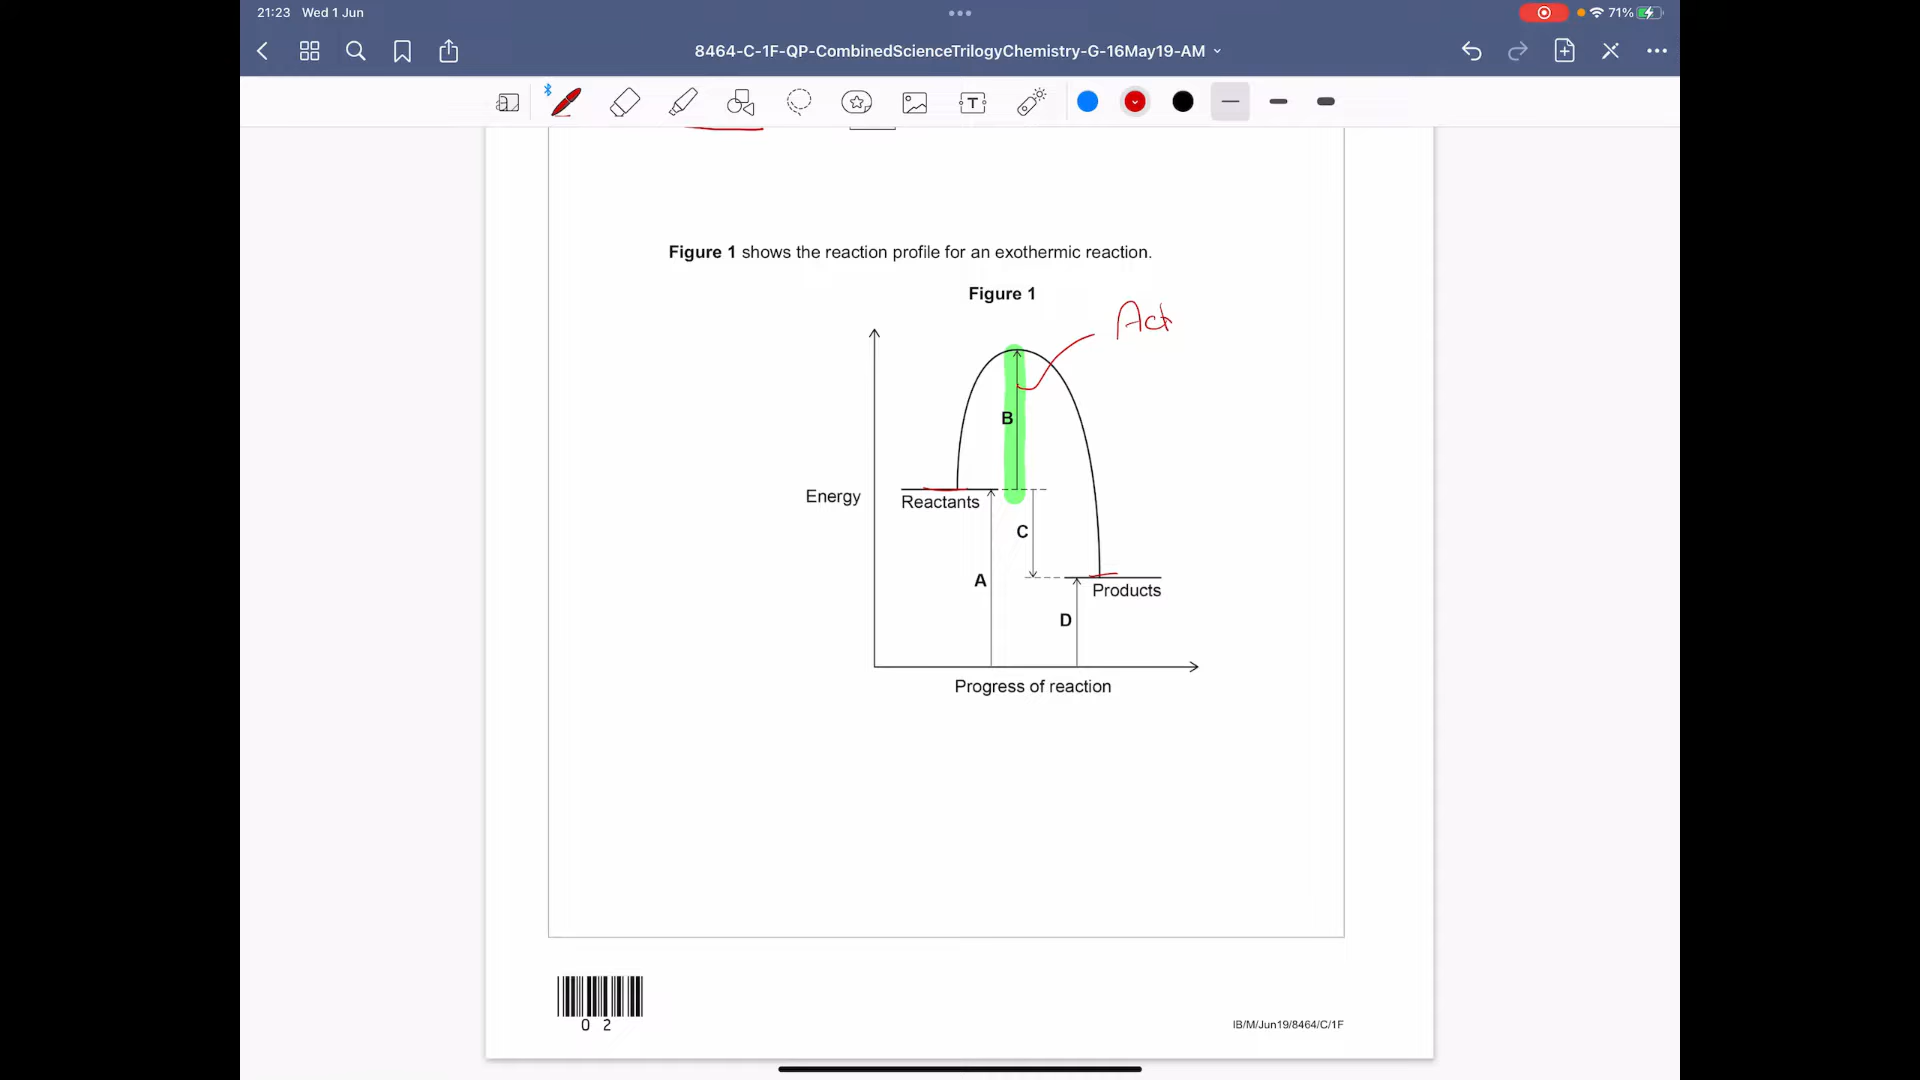 21:23 Wed 1 Jun
71%
8464-C-1F-QP-CombinedScienceTrilogyChemistry-G-16May19-AM
T
Figure 1 shows the reaction profile for an exothermic reaction.
Figure 1
Act
B
Energy
Reactants
C
A
Products
D
Progress of reaction
0 2
IB/M/Jun19/8464/C/1F